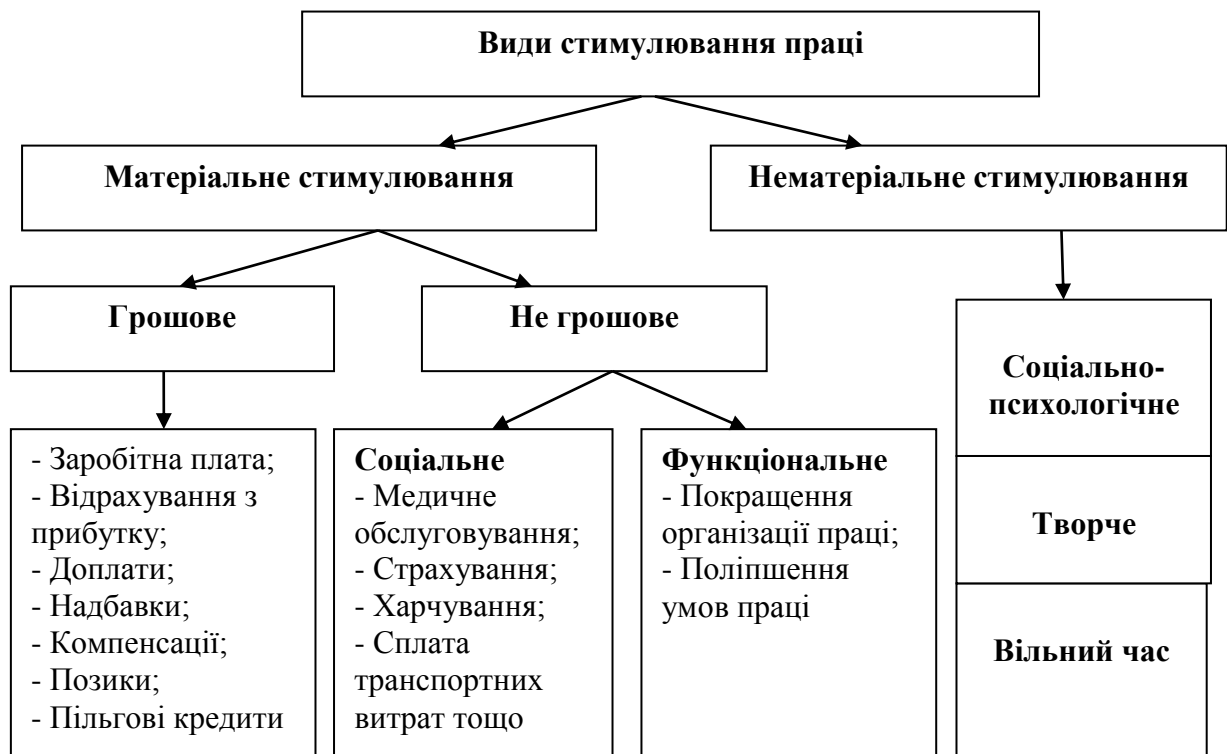 Види стимулювання праці
Матеріальне стимулювання
Нематеріальне стимулювання
Грошове
Не грошове
Соціально-
психологічне
Творче
Вільний час
- Заробітна плата;
- Відрахування з
прибутку;
- Доплати;
- Надбавки;
- Компенсації;
- Позики;
- Пільгові кредити
Соціальне
- Медичне
обслуговування;
- Страхування;
- Харчування;
- Сплата
транспортних
витрат тощо
Функціональне
- Покращення
організації праці;
- Поліпшення
умов праці